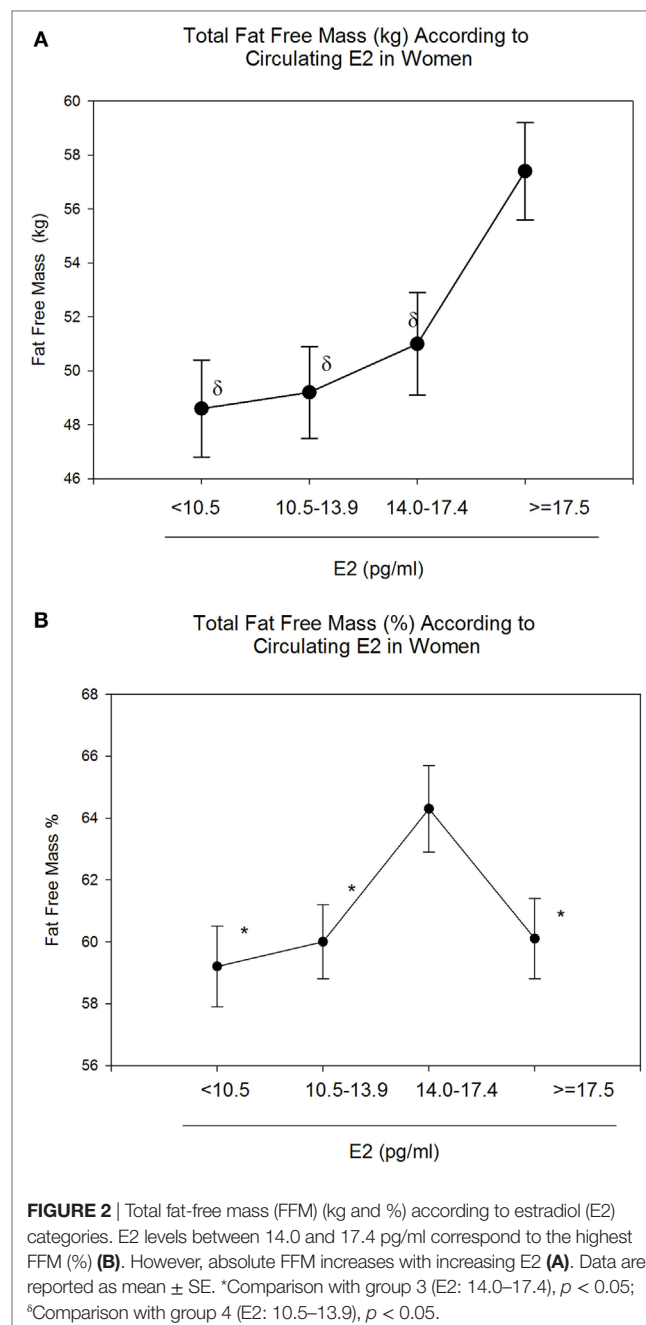 A
Total Fat Free Mass (kg) According to
Circulating E2 in Women
Fat Free Mass (kg)
60
58
56
54
52
50
48
46
δ
δ
δ
<10.5
10.5-13.9
14.0-17.4
>=17.5
E2 (pg/ml)
B
Total Fat Free Mass (%) According to
Circulating E2 in Women
Fat Free Mass %
68
66
64
62
60
58
56
*
*
*
<10.5
10.5-13.9
14.0-17.4
>=17.5
E2 (pg/ml)
FIGURE 2 | Total fat-free mass (FFM) (kg and %) according to estradiol (E2)
categories. E2 levels between 14.0 and 17.4 pg/ml correspond to the highest
FFM (%) (B). However, absolute FFM increases with increasing E2 (A). Data are
reported as mean ± SE. *Comparison with group 3 (E2: 14.0–17.4), p < 0.05;
δComparison with group 4 (E2: 10.5–13.9), p < 0.05.